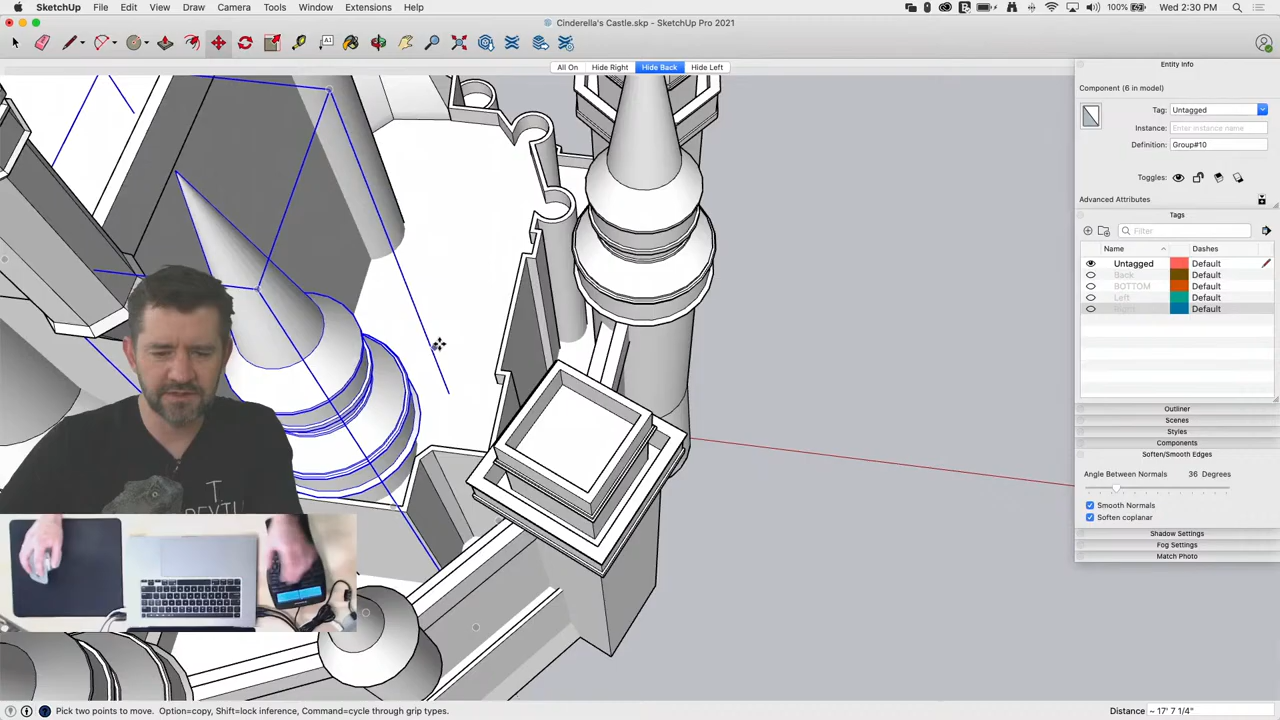 SketchUp File Edit View Draw Camera Tools Window Extensions Help
100% Wed 2:30 PM
Cinderella's Castle.skp - SketchUp Pro 2021
All On Hide Right Hide Back Hide Left
Entity Info
Component (6 in model)
Tag: Untagged
Instance: Enter instance name
Definition: Group#10
Toggles:
Advanced Attributes
Tags
Filter
Name Dashes
Untagged Default
Back Default
BOTTOM Default
Left Default
Right Default
Outliner
Scenes
Styles
Components
Soften/Smooth Edges
Angle Between Normals 36 Degrees
Smooth Normals
Soften coplanar
Shadow Settings
Fog Settings
Match Photo
Pick two points to move. Option=copy, Shift=lock inference, Command=cycle through grip types.
Distance ~ 17' 7 1/4"